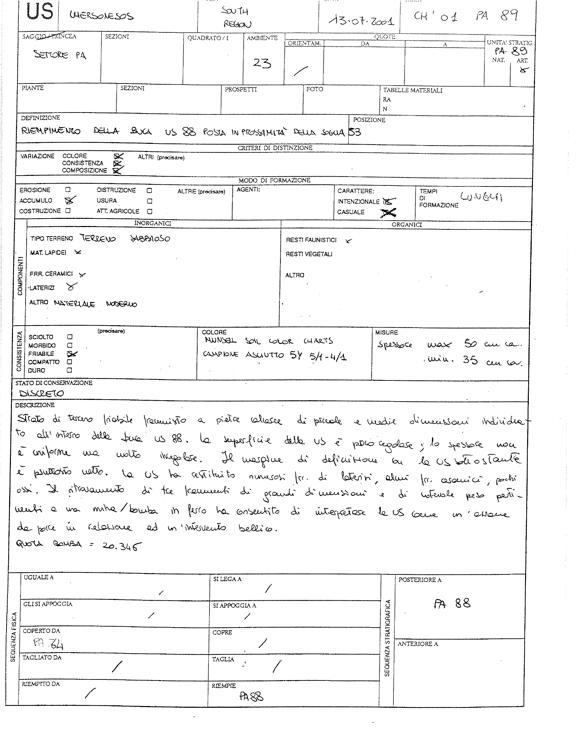 US CHERSONESOS SOUTH REGION 13-07-2001 CH'01 PA 89
SAGGIO/TRINCEA SEZIONI QUADRATO/I AMBIENTE QUOTE UNITA' STRATIG.
ORIENTAM. DA A
SETTORE PA 23 / PA 89
NAT. ART.
PIANTE SEZIONI PROSPETTI FOTO TABELLE MATERIALI
RA
N
DEFINIZIONE POSIZIONE
RIEMPIMENTO DELLA BUCA US 88 POSTA IN PROSSIMITÀ DELLA SOGLIA 53
CRITERI DI DISTINZIONE
VARIAZIONE COLORE ALTRI (precisare)
CONSISTENZA
COMPOSIZIONE
MODO DI FORMAZIONE
EROSIONE DISTRUZIONE ALTRE (precisare) AGENTI: CARATTERE: TEMPI
ACCUMULO USURA INTENZIONALE DI LUNGHI
COSTRUZIONE ATT. AGRICOLE CASUALE FORMAZIONE
COMPONENTI
INORGANICI ORGANICI
TIPO TERRENO TERRENO SABBIOSO RESTI FAUNISTICI
MAT. LAPIDEI RESTI VEGETALI
FRR. CERAMICI ALTRO
LATERIZI
ALTRO MATERIALE MODERNO
CONSISTENZA
SCIOLTO (precisare) COLORE MISURE
MORBIDO MUNSELL SOIL COLOR CHARTS spessore max 50 cm ca.
FRIABILE CAMPIONE ASCIUTTO 5Y 5/1-4/1 min. 35 cm ca.
COMPATTO
DURO
STATO DI CONSERVAZIONE
DISCRETO
DESCRIZIONE
Strato di terreno friabile frammisto a pietre calcaree di piccole e medie dimensioni individua-
to all'interno della buca US 88. La superficie della US è poco regolare; lo spessore non
è uniforme ma molto irregolare. Il margine di definizione con la US sottostante
è piuttosto netto. La US ha restituito numerosi fr. di laterizi, alcuni fr. ceramici, pochi
ossi. Il ritrovamento di tre frammenti di grandi dimensioni e di notevole peso perti-
nenti a una mina/bomba in ferro ha consentito di interpretare la US come un'azione
da porre in relazione ad un intervento bellico.
QUOTA BOMBA = 20.345
SEQUENZA FISICA
UGUALE A / SI LEGA A /
GLI SI APPOGGIA / SI APPOGGIA A /
COPERTO DA PA 64 COPRE /
TAGLIATO DA / TAGLIA /
RIEMPITO DA / RIEMPIE PA 88
SEQUENZA STRATIGRAFICA
POSTERIORE A
PA 88
ANTERIORE A